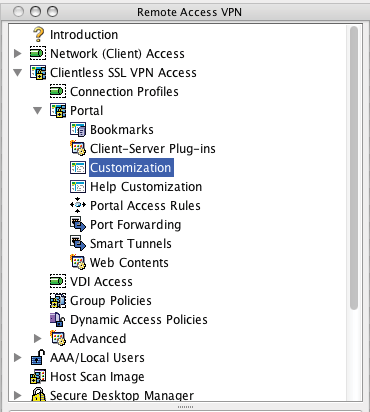 Remote Access VPN
Introduction
Network (Client) Access
Clientless SSL VPN Access
Connection Profiles
Portal
Bookmarks
Client-Server Plug-ins
Customization
Help Customization
Portal Access Rules
Port Forwarding
Smart Tunnels
Web Contents
VDI Access
Group Policies
Dynamic Access Policies
Advanced
AAA/Local Users
Host Scan Image
Secure Desktop Manager